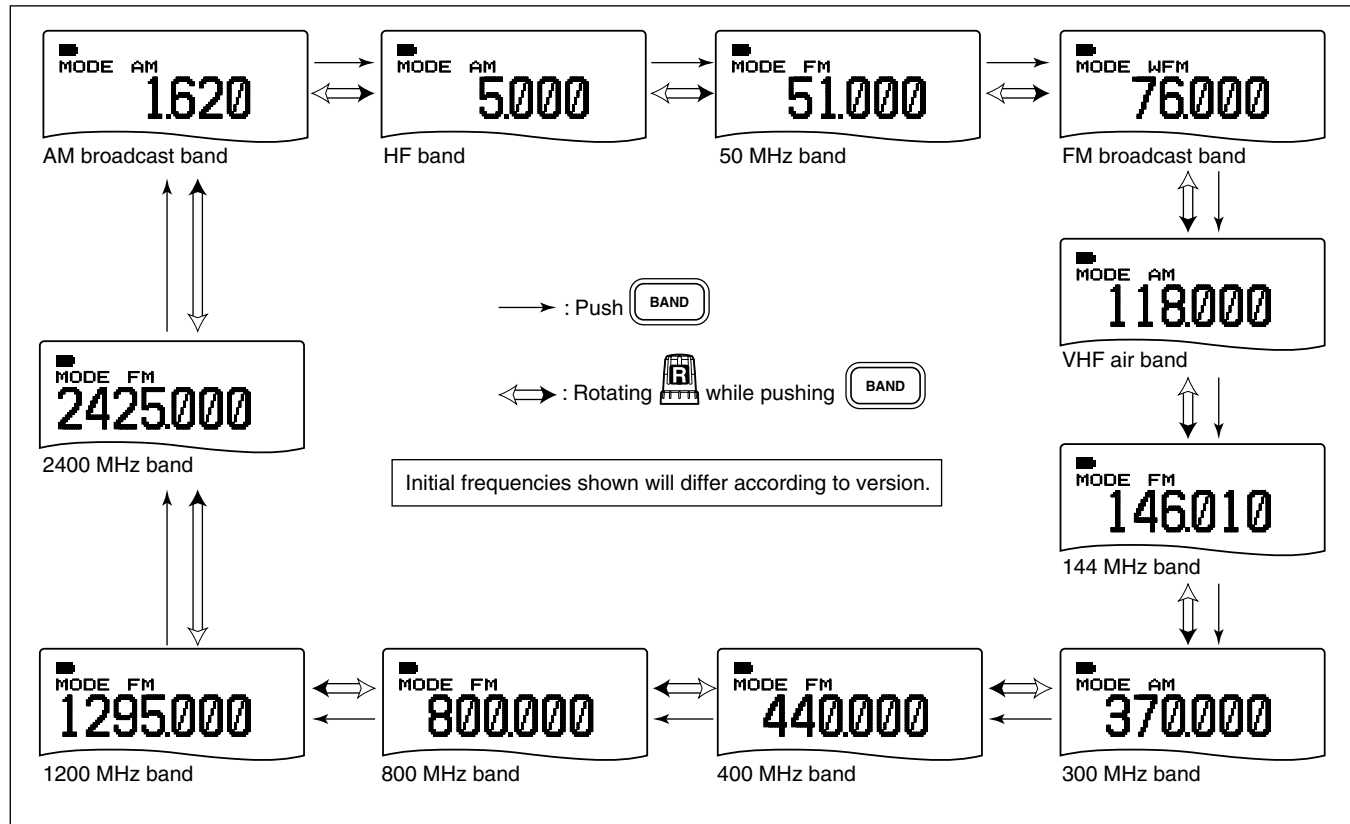 MODE AM
1.620
AM broadcast band
MODE AM
5.000
HF band
MODE FM
51.000
50 MHz band
MODE WFM
76.000
FM broadcast band
MODE AM
118.000
VHF air band
: Push BAND
: Rotating R while pushing BAND
MODE FM
2425.000
2400 MHz band
Initial frequencies shown will differ according to version.
MODE FM
146.010
144 MHz band
MODE FM
1295.000
1200 MHz band
MODE FM
800.000
800 MHz band
MODE FM
440.000
400 MHz band
MODE AM
370.000
300 MHz band